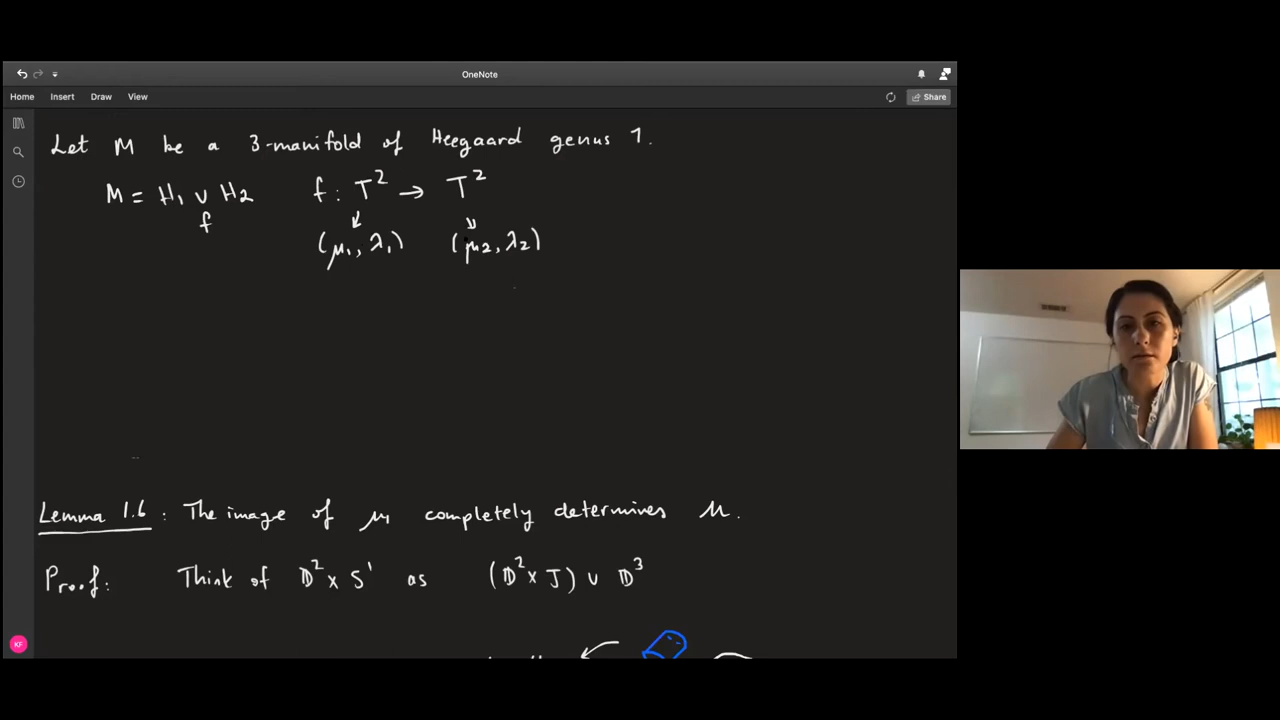 OneNote
Home Insert Draw View Share
Let M be a 3-manifold of Heegaard genus 1.
M = H₁ ∪ H₂ f : T² → T²
f
(μ₁, λ₁) (μ₂, λ₂)
Lemma 1.6 : The image of μ₁ completely determines M.
Proof: Think of D² × S¹ as (D² × J) ∪ D³
KF